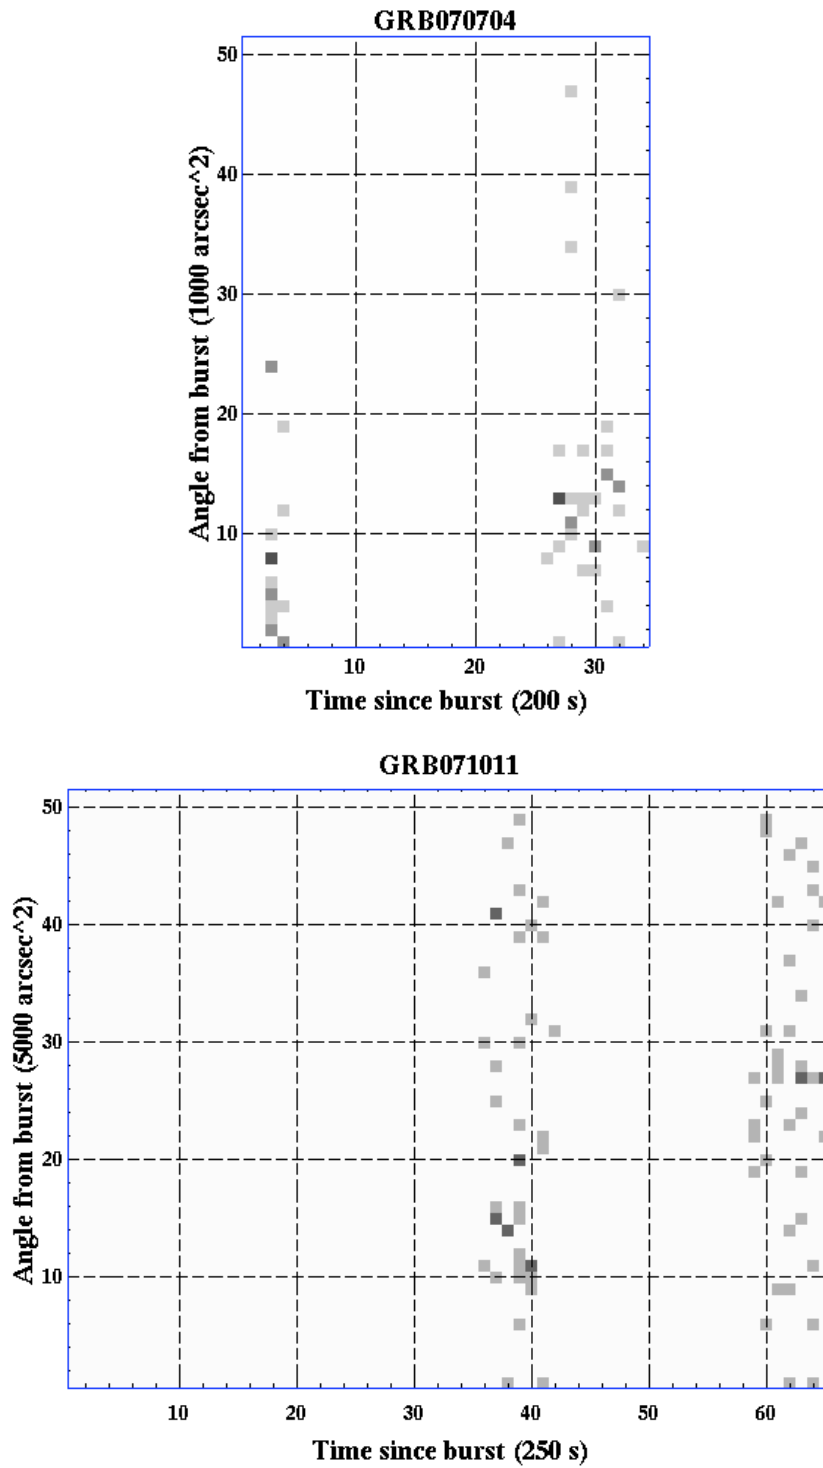 GRB070704
50
40
30
20
10
Angle from burst (1000 arcsec^2)
10 20 30
Time since burst (200 s)
GRB071011
50
40
30
20
10
Angle from burst (5000 arcsec^2)
10 20 30 40 50 60
Time since burst (250 s)